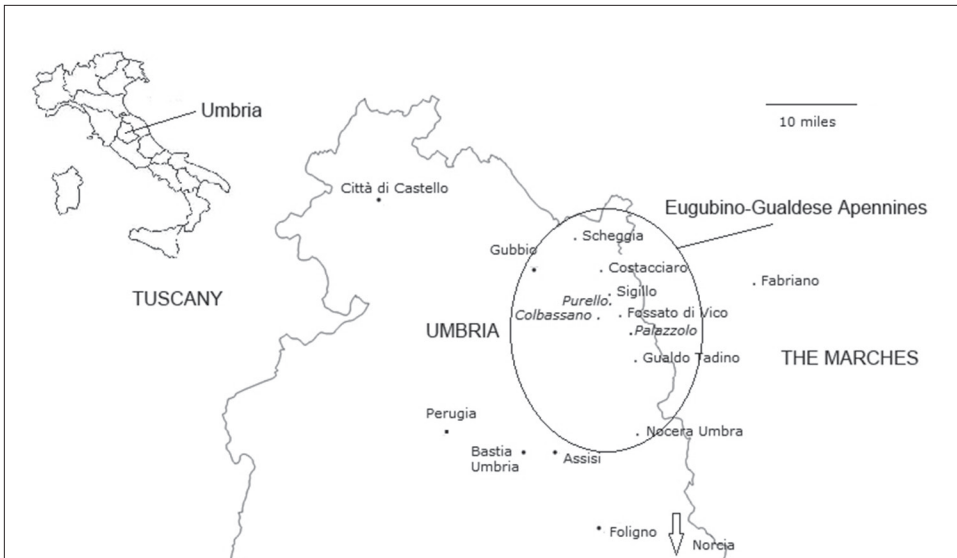 Umbria
10 miles
Città di Castello
Eugubino-Gualdese Apennines
Scheggia
Gubbio
Costacciaro
Fabriano
Sigillo
TUSCANY
Purello
Colbassano
Fossato di Vico
UMBRIA
Palazzolo
Gualdo Tadino
THE MARCHES
Perugia
Nocera Umbra
Bastia
Umbria
Assisi
Foligno
Norcia